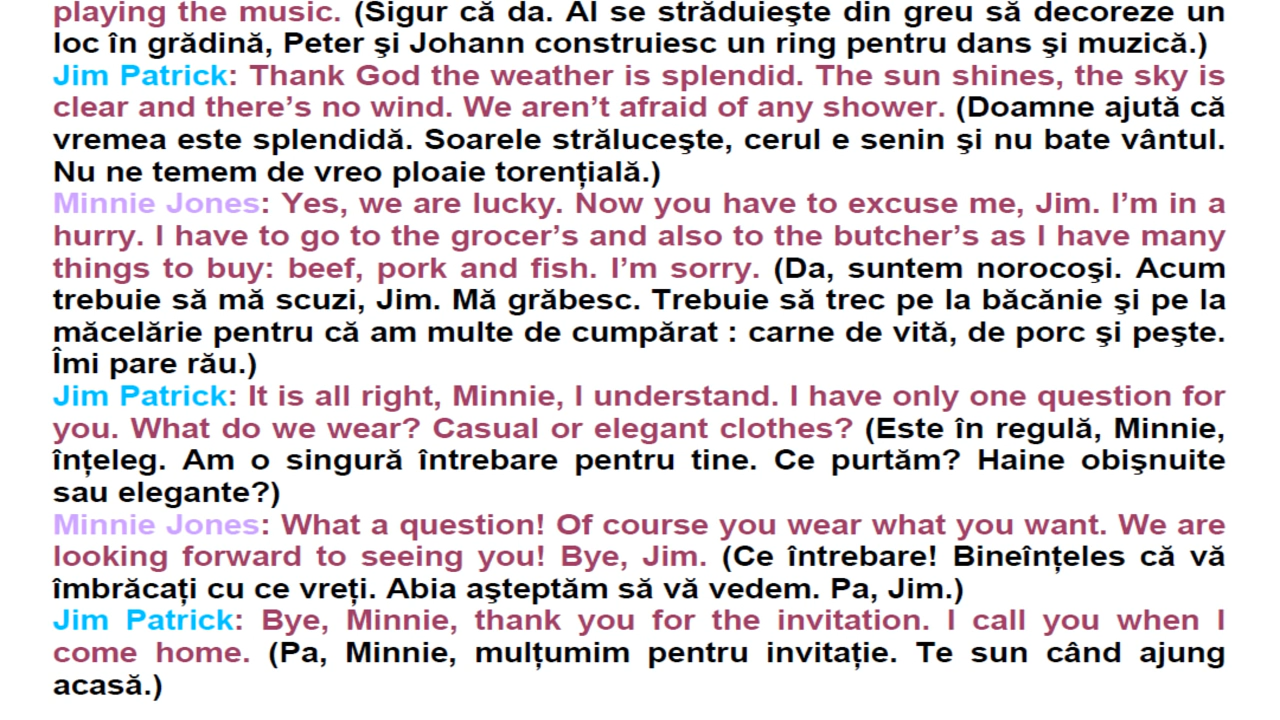 playing the music. (Sigur că da. Al se străduieşte din greu să decoreze un
loc în grădină, Peter şi Johann construiesc un ring pentru dans şi muzică.)
Jim Patrick: Thank God the weather is splendid. The sun shines, the sky is
clear and there’s no wind. We aren’t afraid of any shower. (Doamne ajută că
vremea este splendidă. Soarele străluceşte, cerul e senin şi nu bate vântul.
Nu ne temem de vreo ploaie torenţială.)
Minnie Jones: Yes, we are lucky. Now you have to excuse me, Jim. I’m in a
hurry. I have to go to the grocer’s and also to the butcher’s as I have many
things to buy: beef, pork and fish. I’m sorry. (Da, suntem norocoşi. Acum
trebuie să mă scuzi, Jim. Mă grăbesc. Trebuie să trec pe la băcănie şi pe la
măcelărie pentru că am multe de cumpărat : carne de vită, de porc şi peşte.
Îmi pare rău.)
Jim Patrick: It is all right, Minnie, I understand. I have only one question for
you. What do we wear? Casual or elegant clothes? (Este în regulă, Minnie,
înţeleg. Am o singură întrebare pentru tine. Ce purtăm? Haine obişnuite
sau elegante?)
Minnie Jones: What a question! Of course you wear what you want. We are
looking forward to seeing you! Bye, Jim. (Ce întrebare! Bineînţeles că vă
îmbrăcaţi cu ce vreţi. Abia aşteptăm să vă vedem. Pa, Jim.)
Jim Patrick: Bye, Minnie, thank you for the invitation. I call you when I
come home. (Pa, Minnie, mulţumim pentru invitaţie. Te sun când ajung
acasă.)